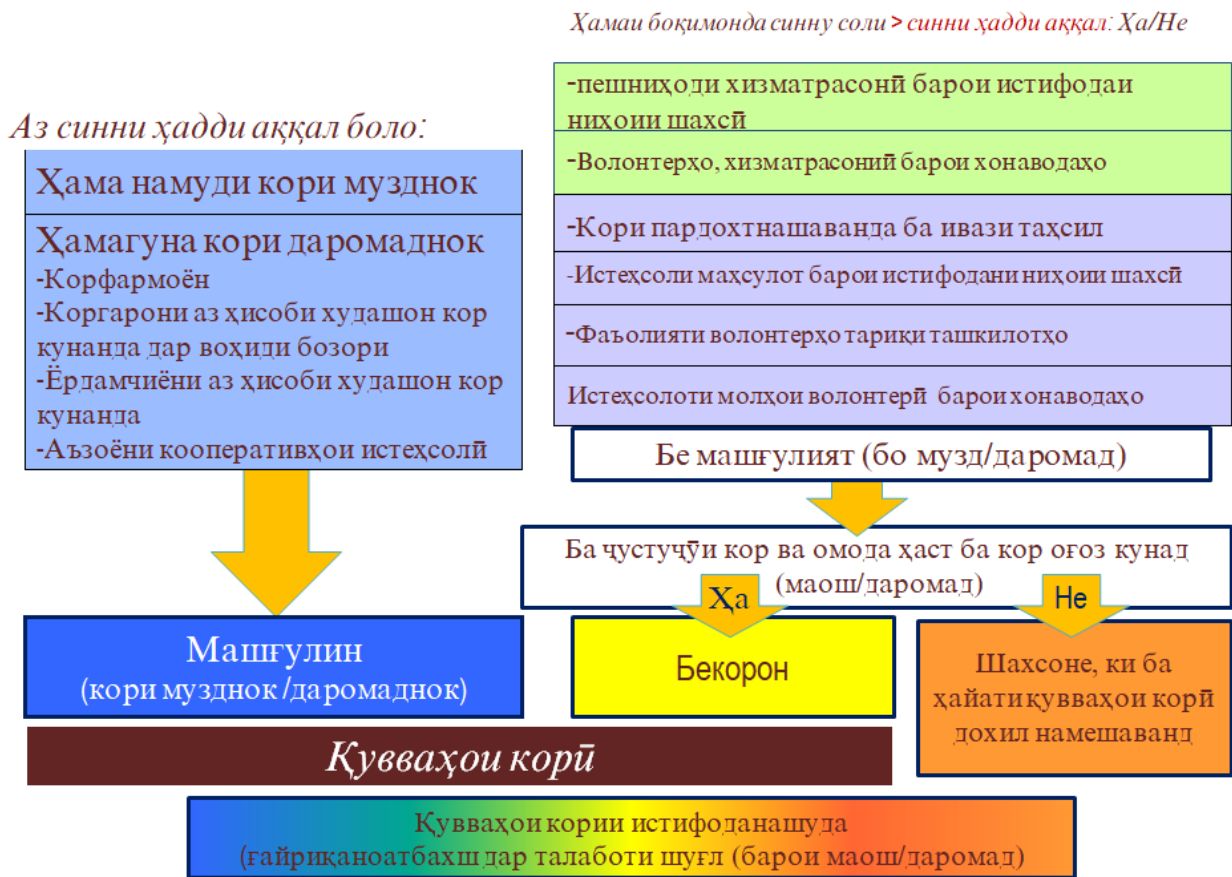 Ҳамаи боқимонда синну соли > синни ҳадди аққал: Ҳа/Не
-пешниҳоди хизматрасонӣ барои истифодаи
ниҳоии шахсӣ
-Волонтерҳо, хизматрасониӣ барои хонаводаҳо
-Кори пардохтнашаванда ба ивази таҳсил
-Истеҳсоли маҳсулот барои истифодани ниҳоии шахсӣ
-Фаъолияти волонтерҳо тариқи ташкилотҳо
Истеҳсолоти молҳои волонтерӣ барои хонаводаҳо
Аз синни ҳадди ақкал боло:
Ҳама намуди кори музднок
Ҳамагуна кори даромаднок
-Корфармоён
-Коргарони аз ҳисоби худашон кор
кунанда дар воҳиди бозори
-Ёрдамчиёни аз ҳисоби худашон кор
кунанда
-Аъзоёни кооперативҳои истеҳсолӣ
Бе машғулият (бо музд/даромад)
Ба ҷустуҷӯи кор ва омода ҳаст ба кор оғоз кунад
(маош/даромад)
Ҳа
Не
Машғулин
(кори музднок /даромаднок)
Бекорон
Шахсоне, ки ба
ҳайати қувваҳои корӣ
дохил намешаванд
Қувваҳои корӣ
Қувваҳои кории истифоданашуда
(ғайриқаноатбахш дар талаботи шуғл (барои маош/даромад)